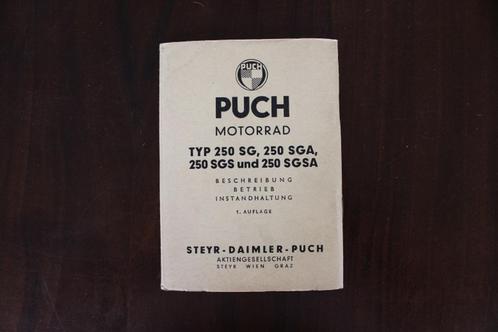 PUCH
PUCH
MOTORRAD
TYP 250 SG, 250 SGA,
250 SGS und 250 SGSA
BESCHREIBUNG
BETRIEB
INSTANDHALTUNG
1. AUFLAGE
STEYR-DAIMLER-PUCH
AKTIENGESELLSCHAFT
STEYR WIEN GRAZ